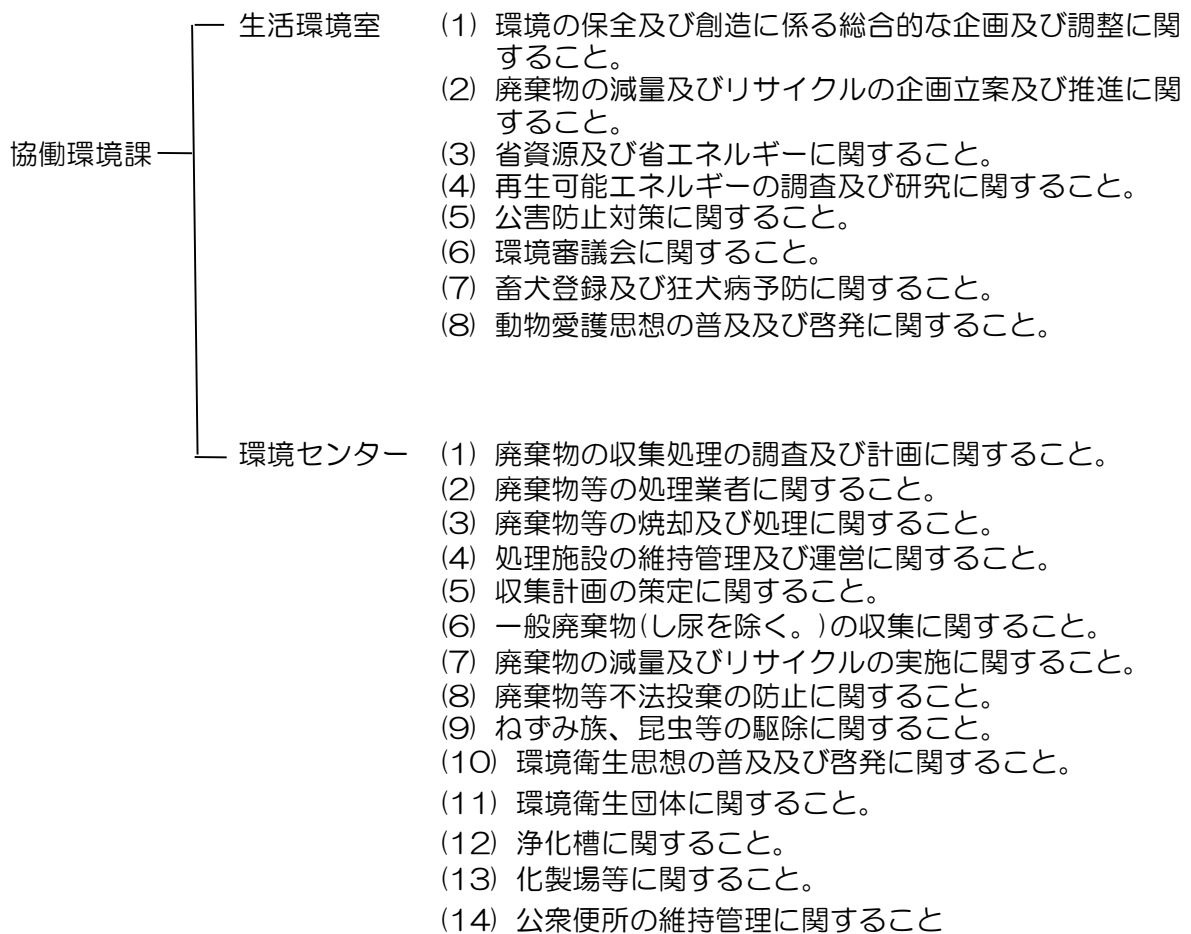 生活環境室 (1) 環境の保全及び創造に係る総合的な企画及び調整に関
すること。
(2) 廃棄物の減量及びリサイクルの企画立案及び推進に関
すること。
協働環境課 (3) 省資源及び省エネルギーに関すること。
(4) 再生可能エネルギーの調査及び研究に関すること。
(5) 公害防止対策に関すること。
(6) 環境審議会に関すること。
(7) 畜犬登録及び狂犬病予防に関すること。
(8) 動物愛護思想の普及及び啓発に関すること。
環境センター (1) 廃棄物の収集処理の調査及び計画に関すること。
(2) 廃棄物等の処理業者に関すること。
(3) 廃棄物等の焼却及び処理に関すること。
(4) 処理施設の維持管理及び運営に関すること。
(5) 収集計画の策定に関すること。
(6) 一般廃棄物(し尿を除く。)の収集に関すること。
(7) 廃棄物の減量及びリサイクルの実施に関すること。
(8) 廃棄物等不法投棄の防止に関すること。
(9) ねずみ族、昆虫等の駆除に関すること。
(10) 環境衛生思想の普及及び啓発に関すること。
(11) 環境衛生団体に関すること。
(12) 浄化槽に関すること。
(13) 化製場等に関すること。
(14) 公衆便所の維持管理に関すること